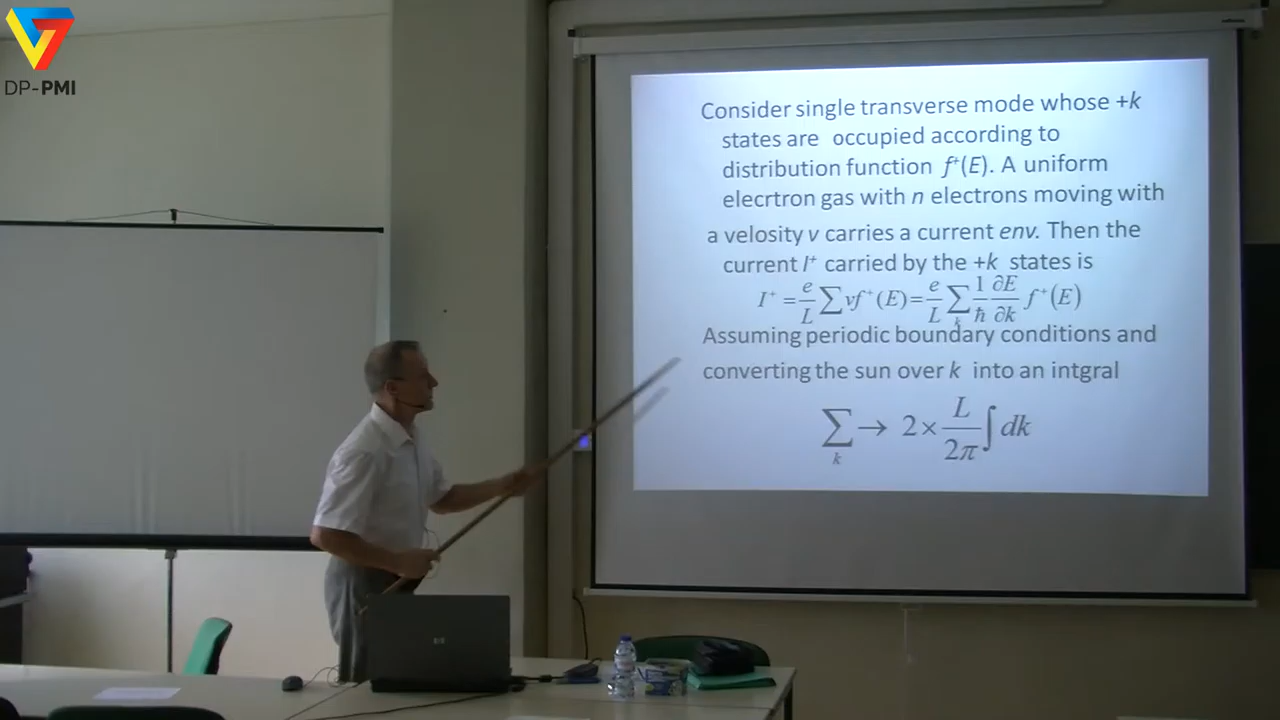 DP-PMI
Consider single transverse mode whose +k
states are occupied according to
distribution function f⁺(E). A uniform
elecrtron gas with n electrons moving with
a velosity v carries a current env. Then the
current I⁺ carried by the +k states is
I⁺ = e/L ∑ vf⁺(E) = e/L ∑ₖ 1/ħ ∂E/∂k f⁺(E)
Assuming periodic boundary conditions and
converting the sun over k into an intgral
∑ₖ → 2× L/2π ∫ dk
hp